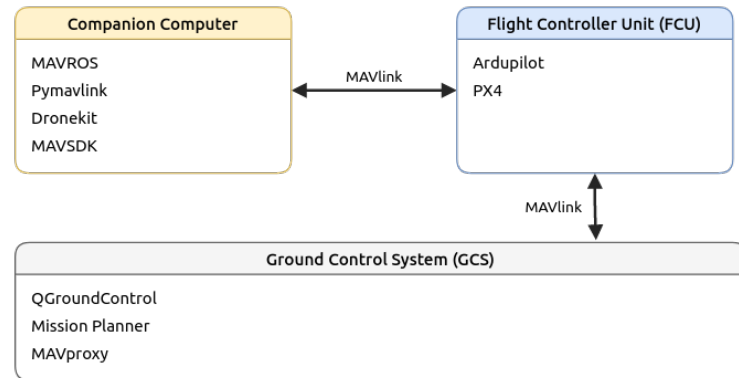 Companion Computer
MAVROS
Pymavlink
Dronekit
MAVSDK
MAVlink
Flight Controller Unit (FCU)
Ardupilot
PX4
MAVlink
Ground Control System (GCS)
QGroundControl
Mission Planner
MAVproxy